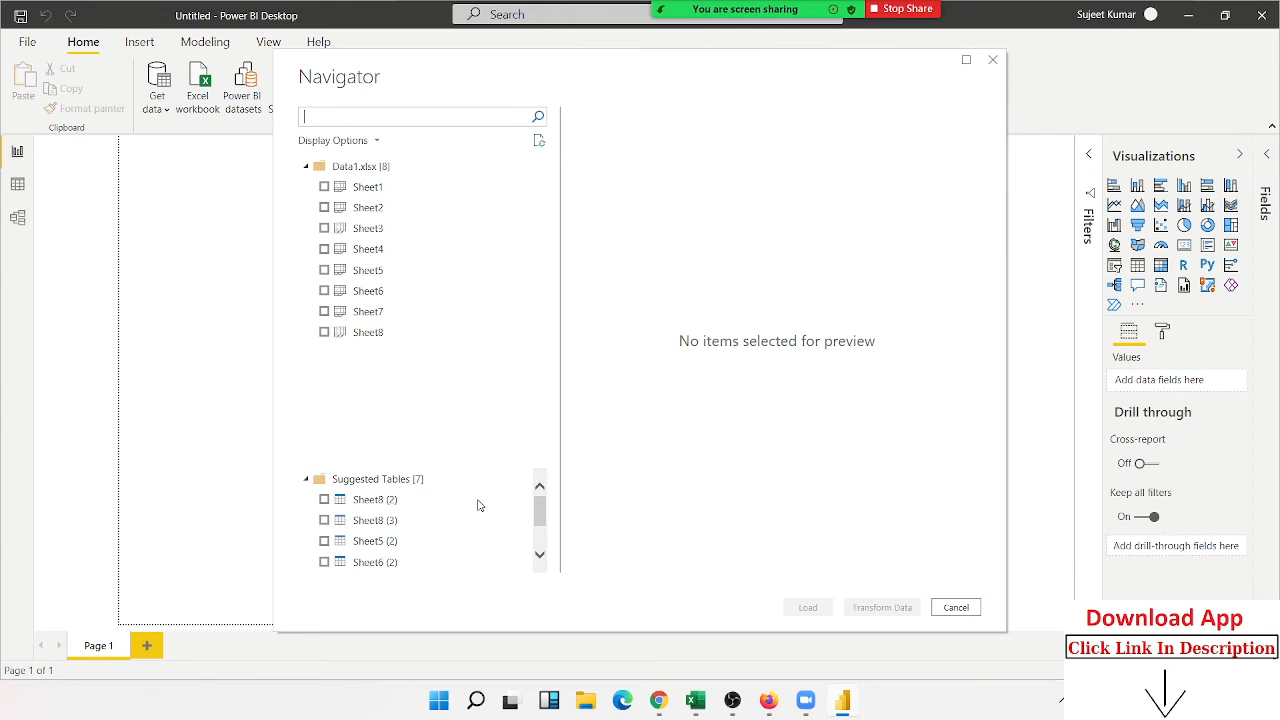 Untitled - Power BI Desktop
Search
You are screen sharing
Stop Share
Sujeet Kumar
File
Home
Insert
Modeling
View
Help
Paste
Cut
Copy
Format painter
Clipboard
Get
data
Excel
workbook
Power BI
datasets
S
Navigator
Display Options
Data1.xlsx [8]
Sheet1
Sheet2
Sheet3
Sheet4
Sheet5
Sheet6
Sheet7
Sheet8
Suggested Tables [7]
Sheet8 (2)
Sheet8 (3)
Sheet5 (2)
Sheet6 (2)
No items selected for preview
Load
Transform Data
Cancel
Filters
Visualizations
Fields
R
Py
Values
Add data fields here
Drill through
Cross-report
Off
Keep all filters
On
Add drill-through fields here
Page 1
Page 1 of 1
Download App
Click Link In Description